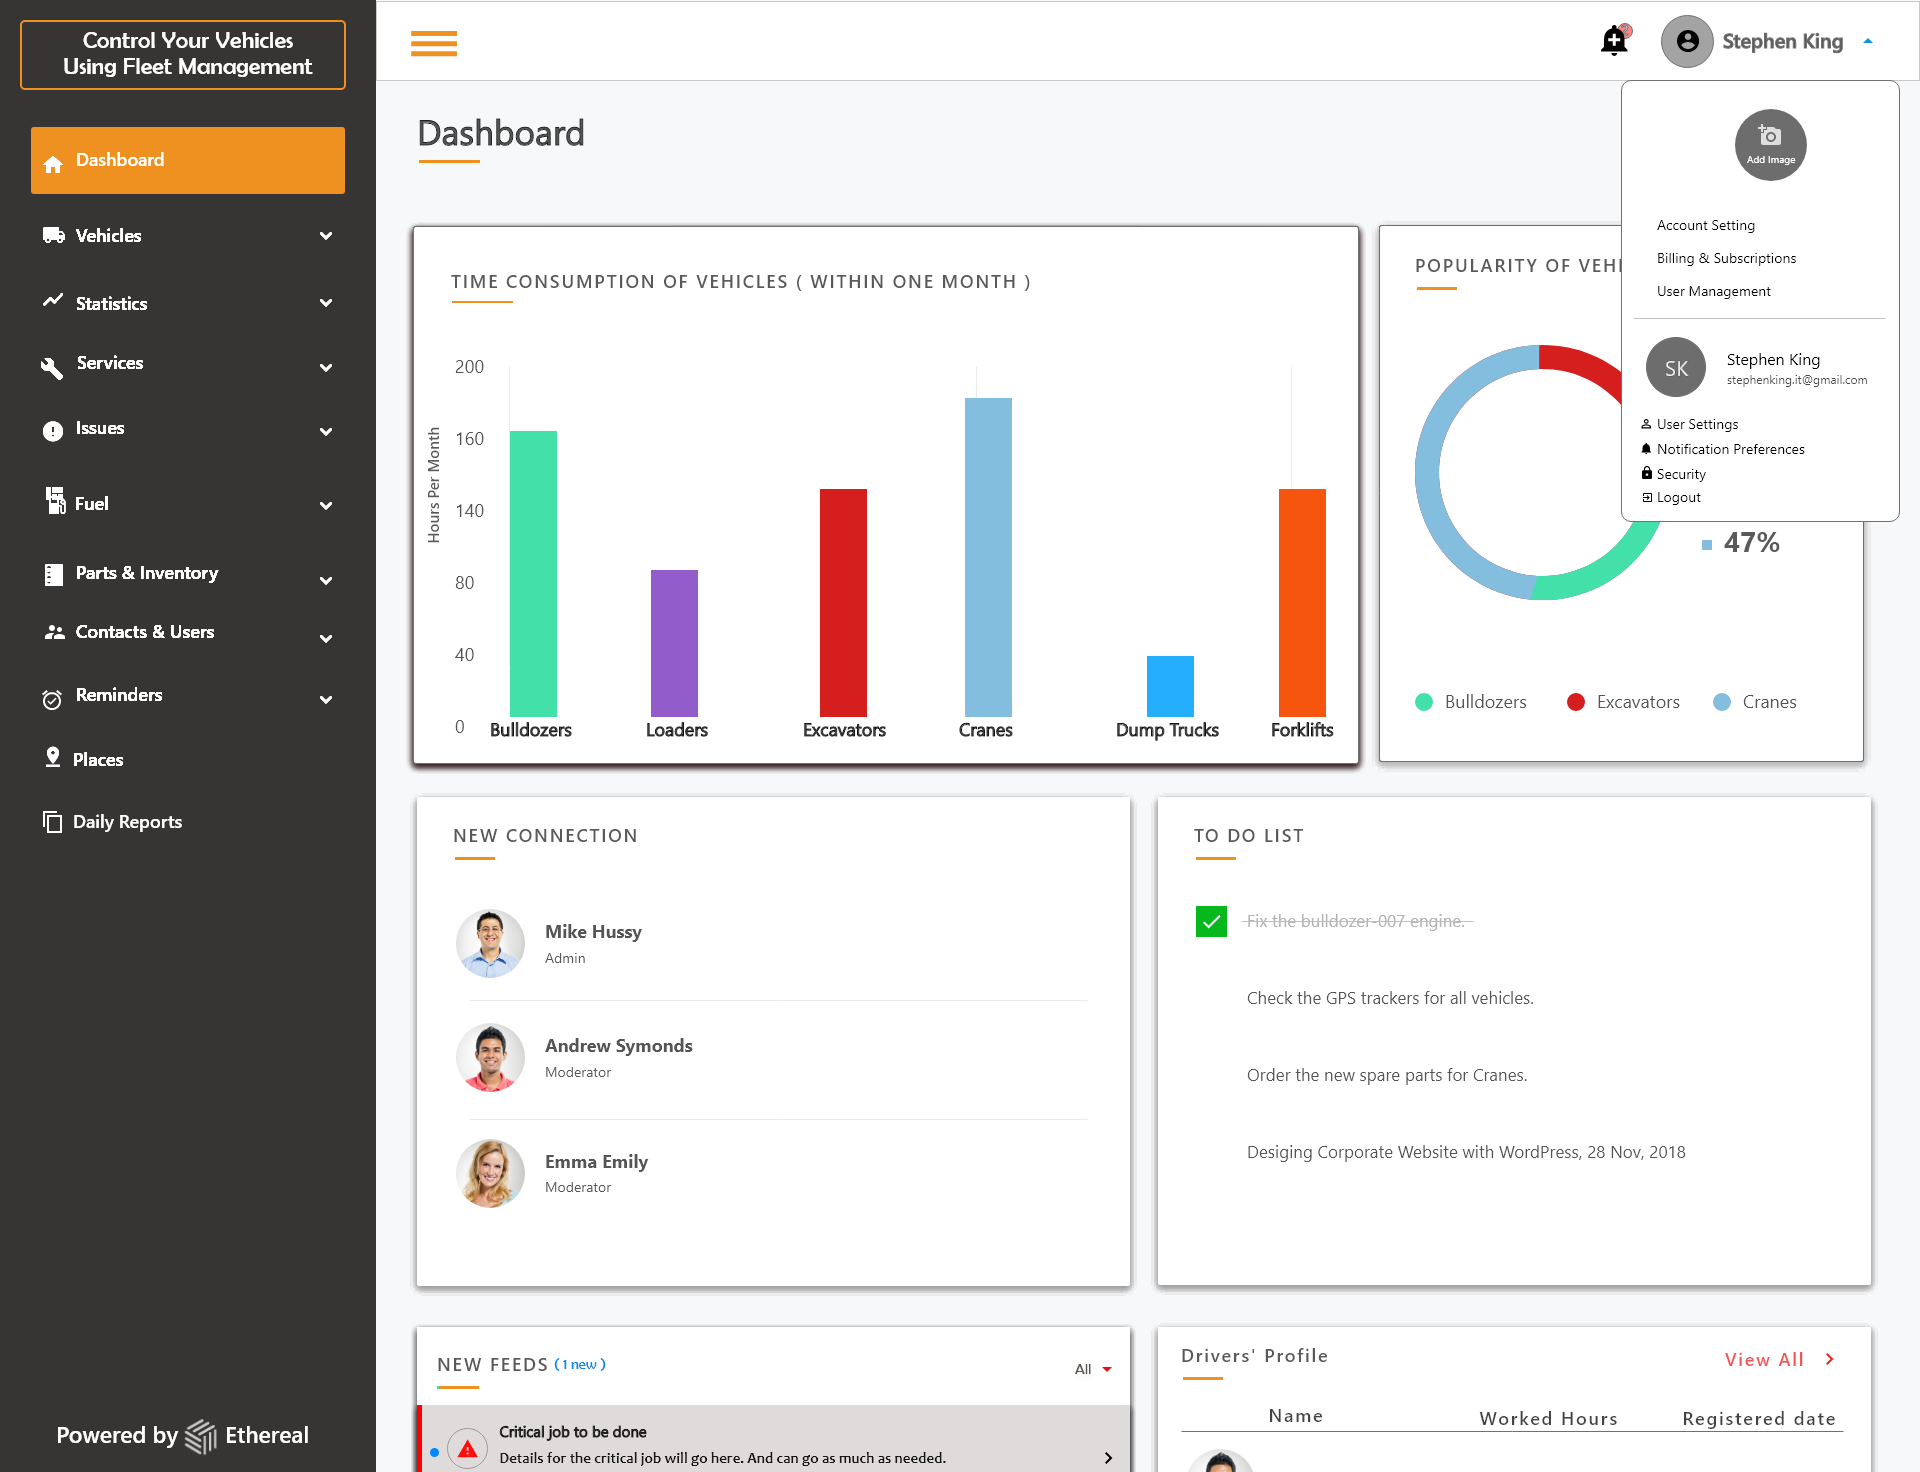 Control Your Vehicles
Using Fleet Management
Dashboard
Vehicles
Statistics
Services
Issues
Fuel
Parts & Inventory
Contacts & Users
Reminders
Places
Daily Reports
Powered by Ethereal
Stephen King
Add Image
Account Setting
Billing & Subscriptions
User Management
SK
Stephen King
stephenking.it@gmail.com
User Settings
Notification Preferences
Security
Logout
Dashboard
TIME CONSUMPTION OF VEHICLES ( WITHIN ONE MONTH )
Hours Per Month
200
160
140
80
40
0
Bulldozers
Loaders
Excavators
Cranes
Dump Trucks
Forklifts
POPULARITY OF VEHI
47%
Bulldozers
Excavators
Cranes
NEW CONNECTION
Mike Hussy
Admin
Andrew Symonds
Moderator
Emma Emily
Moderator
TO DO LIST
Fix the bulldozer-007 engine.
Check the GPS trackers for all vehicles.
Order the new spare parts for Cranes.
Desiging Corporate Website with WordPress, 28 Nov, 2018
NEW FEEDS ( 1 new )
All
Critical job to be done
Details for the critical job will go here. And can go as much as needed.
Drivers' Profile
View All
Name Worked Hours Registered date